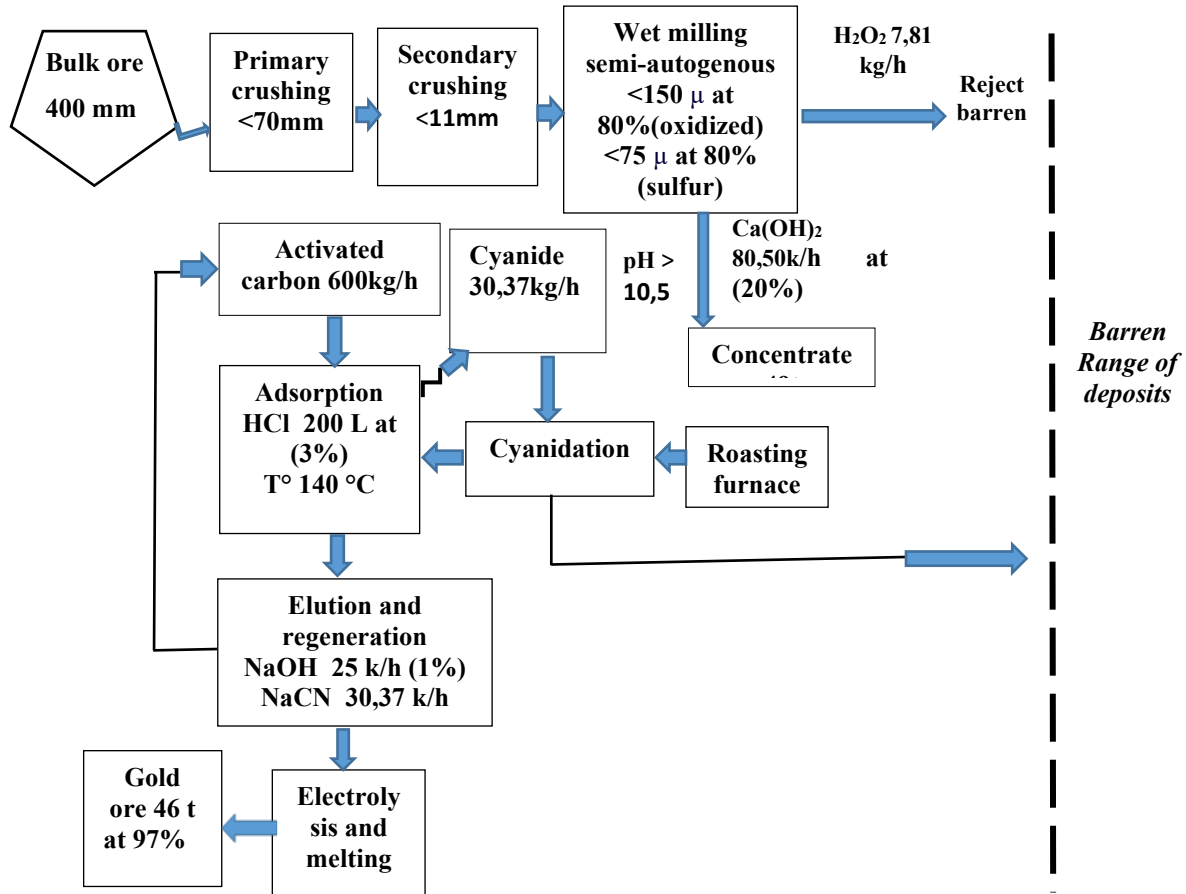 Bulk ore
400 mm
Primary
crushing
<70mm
Secondary
crushing
<11mm
Wet milling
semi-autogenous
<150 μ at
80%(oxidized)
<75 μ at 80%
(sulfur)
H₂O₂ 7,81
kg/h
Reject
barren
Activated
carbon 600kg/h
Cyanide
30,37kg/h
pH >
10,5
Ca(OH)₂
80,50k/h at
(20%)
Concentrate
Barren
Range of
deposits
Adsorption
HCl 200 L at
(3%)
T° 140 °C
Cyanidation
Roasting
furnace
Elution and
regeneration
NaOH 25 k/h (1%)
NaCN 30,37 k/h
Gold
ore 46 t
at 97%
Electroly
sis and
melting